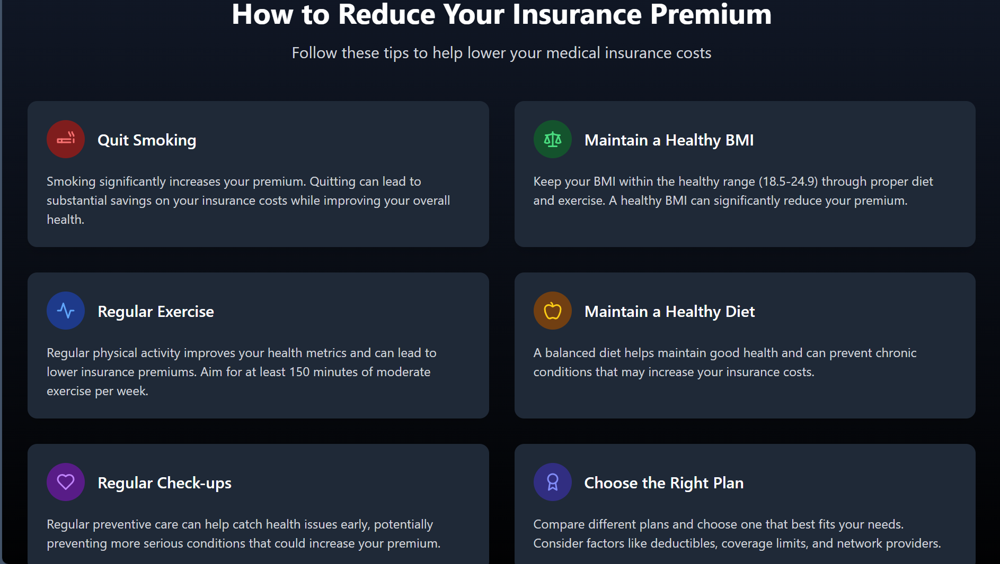 How to Reduce Your Insurance Premium
Follow these tips to help lower your medical insurance costs
Quit Smoking
Smoking significantly increases your premium. Quitting can lead to
substantial savings on your insurance costs while improving your overall
health.
Maintain a Healthy BMI
Keep your BMI within the healthy range (18.5-24.9) through proper diet
and exercise. A healthy BMI can significantly reduce your premium.
Regular Exercise
Regular physical activity improves your health metrics and can lead to
lower insurance premiums. Aim for at least 150 minutes of moderate
exercise per week.
Maintain a Healthy Diet
A balanced diet helps maintain good health and can prevent chronic
conditions that may increase your insurance costs.
Regular Check-ups
Regular preventive care can help catch health issues early, potentially
preventing more serious conditions that could increase your premium.
Choose the Right Plan
Compare different plans and choose one that best fits your needs.
Consider factors like deductibles, coverage limits, and network providers.